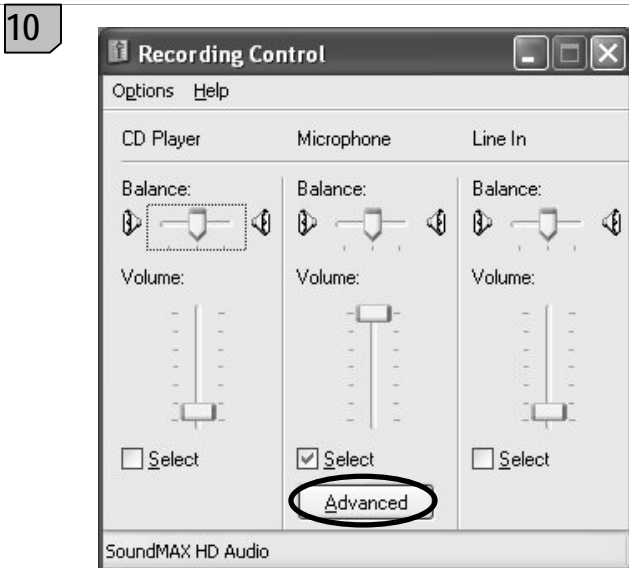 10
Recording Control
Options Help
CD Player Microphone Line In
Balance: Balance: Balance:
Volume: Volume: Volume:
Select Select Select
Advanced
SoundMAX HD Audio